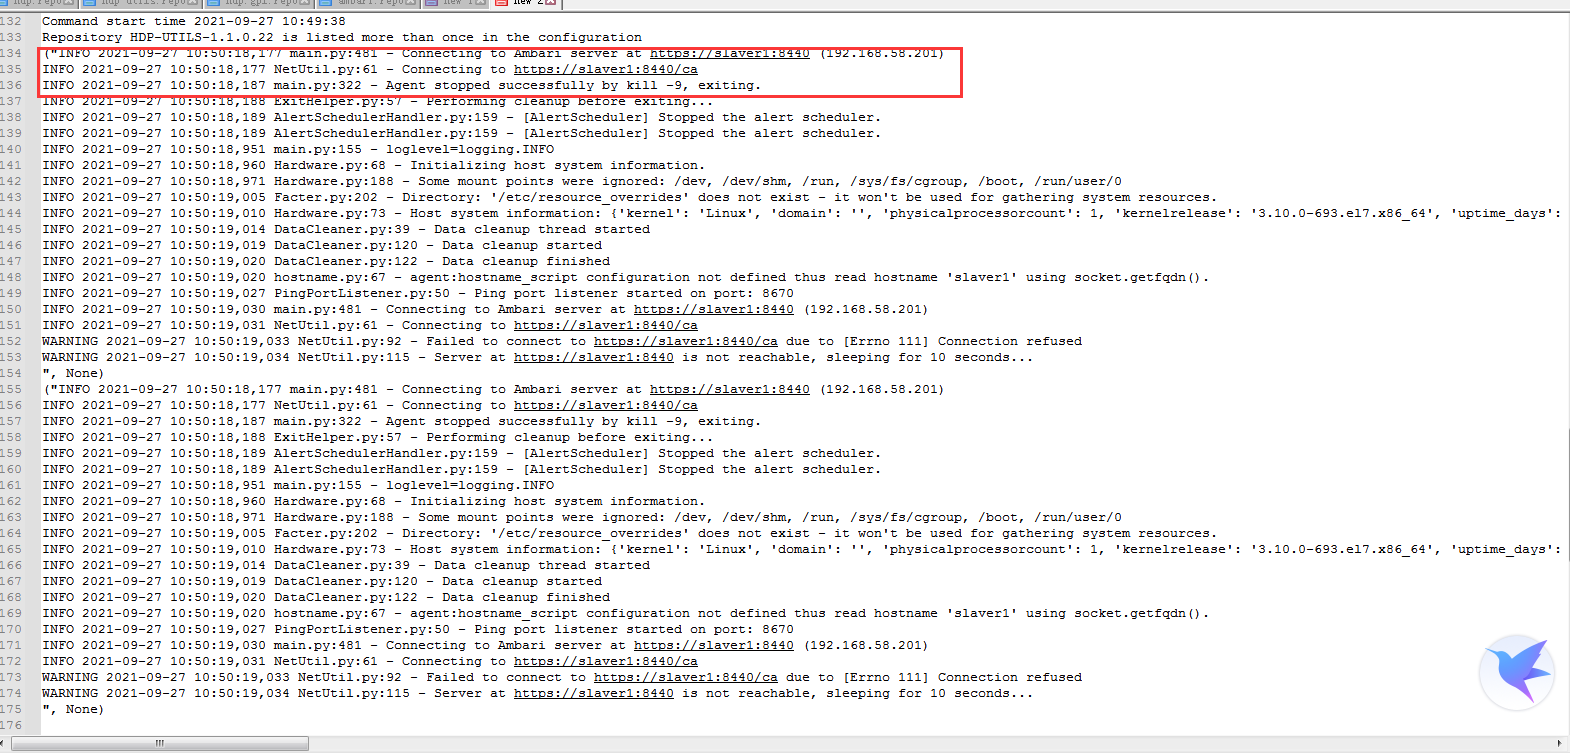 hdp.repo hdp utils.repo hdp.gpl.repo ambari.repo new 1 new 2
132 Command start time 2021-09-27 10:49:38
133 Repository HDP-UTILS-1.1.0.22 is listed more than once in the configuration
134 ("INFO 2021-09-27 10:50:18,177 main.py:481 - Connecting to Ambari server at https://slaver1:8440 (192.168.58.201)
135 INFO 2021-09-27 10:50:18,177 NetUtil.py:61 - Connecting to https://slaver1:8440/ca
136 INFO 2021-09-27 10:50:18,187 main.py:322 - Agent stopped successfully by kill -9, exiting.
137 INFO 2021-09-27 10:50:18,188 ExitHelper.py:57 - Performing cleanup before exiting...
138 INFO 2021-09-27 10:50:18,189 AlertSchedulerHandler.py:159 - [AlertScheduler] Stopped the alert scheduler.
139 INFO 2021-09-27 10:50:18,189 AlertSchedulerHandler.py:159 - [AlertScheduler] Stopped the alert scheduler.
140 INFO 2021-09-27 10:50:18,951 main.py:155 - loglevel=logging.INFO
141 INFO 2021-09-27 10:50:18,960 Hardware.py:68 - Initializing host system information.
142 INFO 2021-09-27 10:50:18,971 Hardware.py:188 - Some mount points were ignored: /dev, /dev/shm, /run, /sys/fs/cgroup, /boot, /run/user/0
143 INFO 2021-09-27 10:50:19,005 Facter.py:202 - Directory: '/etc/resource_overrides' does not exist - it won't be used for gathering system resources.
144 INFO 2021-09-27 10:50:19,010 Hardware.py:73 - Host system information: {'kernel': 'Linux', 'domain': '', 'physicalprocessorcount': 1, 'kernelrelease': '3.10.0-693.el7.x86_64', 'uptime_days':
145 INFO 2021-09-27 10:50:19,014 DataCleaner.py:39 - Data cleanup thread started
146 INFO 2021-09-27 10:50:19,019 DataCleaner.py:120 - Data cleanup started
147 INFO 2021-09-27 10:50:19,020 DataCleaner.py:122 - Data cleanup finished
148 INFO 2021-09-27 10:50:19,020 hostname.py:67 - agent:hostname_script configuration not defined thus read hostname 'slaver1' using socket.getfqdn().
149 INFO 2021-09-27 10:50:19,027 PingPortListener.py:50 - Ping port listener started on port: 8670
150 INFO 2021-09-27 10:50:19,030 main.py:481 - Connecting to Ambari server at https://slaver1:8440 (192.168.58.201)
151 INFO 2021-09-27 10:50:19,031 NetUtil.py:61 - Connecting to https://slaver1:8440/ca
152 WARNING 2021-09-27 10:50:19,033 NetUtil.py:92 - Failed to connect to https://slaver1:8440/ca due to [Errno 111] Connection refused
153 WARNING 2021-09-27 10:50:19,034 NetUtil.py:115 - Server at https://slaver1:8440 is not reachable, sleeping for 10 seconds...
154 ", None)
155 ("INFO 2021-09-27 10:50:18,177 main.py:481 - Connecting to Ambari server at https://slaver1:8440 (192.168.58.201)
156 INFO 2021-09-27 10:50:18,177 NetUtil.py:61 - Connecting to https://slaver1:8440/ca
157 INFO 2021-09-27 10:50:18,187 main.py:322 - Agent stopped successfully by kill -9, exiting.
158 INFO 2021-09-27 10:50:18,188 ExitHelper.py:57 - Performing cleanup before exiting...
159 INFO 2021-09-27 10:50:18,189 AlertSchedulerHandler.py:159 - [AlertScheduler] Stopped the alert scheduler.
160 INFO 2021-09-27 10:50:18,189 AlertSchedulerHandler.py:159 - [AlertScheduler] Stopped the alert scheduler.
161 INFO 2021-09-27 10:50:18,951 main.py:155 - loglevel=logging.INFO
162 INFO 2021-09-27 10:50:18,960 Hardware.py:68 - Initializing host system information.
163 INFO 2021-09-27 10:50:18,971 Hardware.py:188 - Some mount points were ignored: /dev, /dev/shm, /run, /sys/fs/cgroup, /boot, /run/user/0
164 INFO 2021-09-27 10:50:19,005 Facter.py:202 - Directory: '/etc/resource_overrides' does not exist - it won't be used for gathering system resources.
165 INFO 2021-09-27 10:50:19,010 Hardware.py:73 - Host system information: {'kernel': 'Linux', 'domain': '', 'physicalprocessorcount': 1, 'kernelrelease': '3.10.0-693.el7.x86_64', 'uptime_days':
166 INFO 2021-09-27 10:50:19,014 DataCleaner.py:39 - Data cleanup thread started
167 INFO 2021-09-27 10:50:19,019 DataCleaner.py:120 - Data cleanup started
168 INFO 2021-09-27 10:50:19,020 DataCleaner.py:122 - Data cleanup finished
169 INFO 2021-09-27 10:50:19,020 hostname.py:67 - agent:hostname_script configuration not defined thus read hostname 'slaver1' using socket.getfqdn().
170 INFO 2021-09-27 10:50:19,027 PingPortListener.py:50 - Ping port listener started on port: 8670
171 INFO 2021-09-27 10:50:19,030 main.py:481 - Connecting to Ambari server at https://slaver1:8440 (192.168.58.201)
172 INFO 2021-09-27 10:50:19,031 NetUtil.py:61 - Connecting to https://slaver1:8440/ca
173 WARNING 2021-09-27 10:50:19,033 NetUtil.py:92 - Failed to connect to https://slaver1:8440/ca due to [Errno 111] Connection refused
174 WARNING 2021-09-27 10:50:19,034 NetUtil.py:115 - Server at https://slaver1:8440 is not reachable, sleeping for 10 seconds...
175 ", None)
176